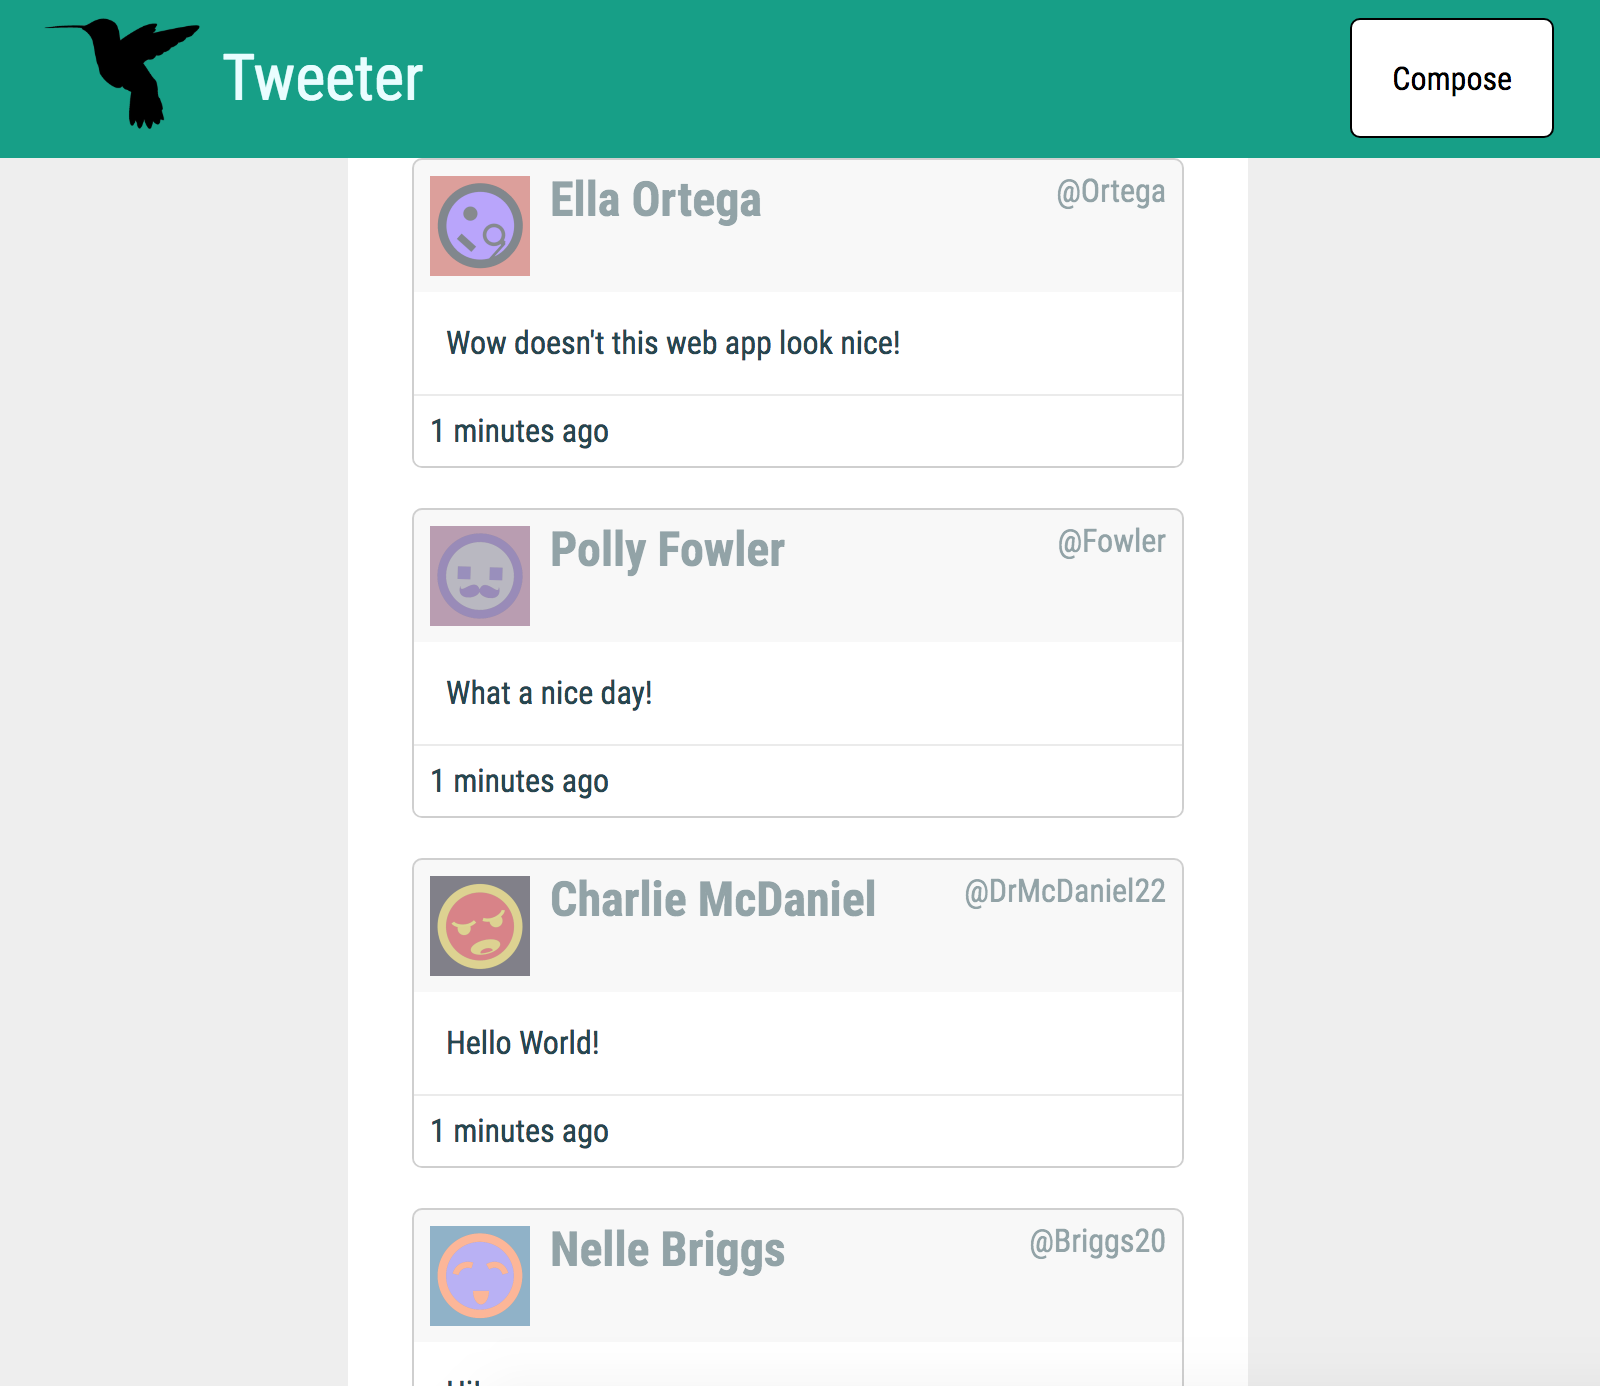 Tweeter
Compose
Ella Ortega @Ortega
Wow doesn't this web app look nice!
1 minutes ago
Polly Fowler @Fowler
What a nice day!
1 minutes ago
Charlie McDaniel @DrMcDaniel22
Hello World!
1 minutes ago
Nelle Briggs @Briggs20